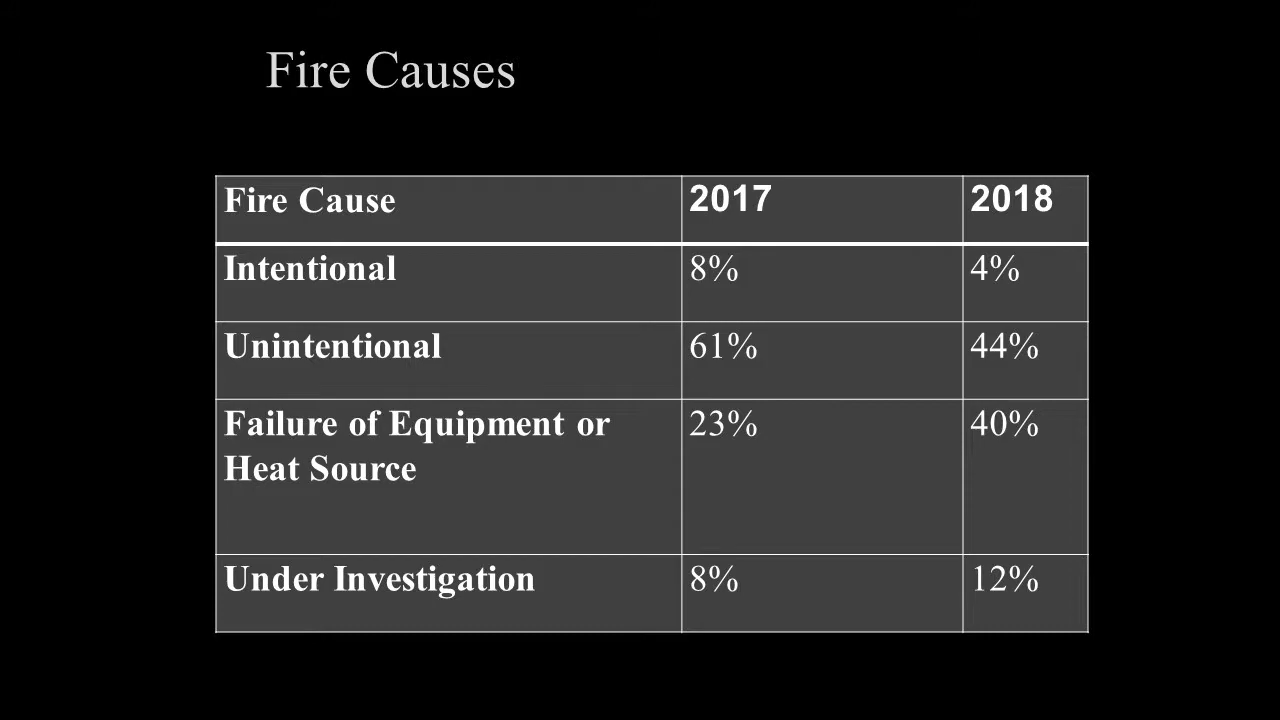 Fire Causes
Fire Cause 2017 2018
Intentional 8% 4%
Unintentional 61% 44%
Failure of Equipment or 23% 40%
Heat Source
Under Investigation 8% 12%